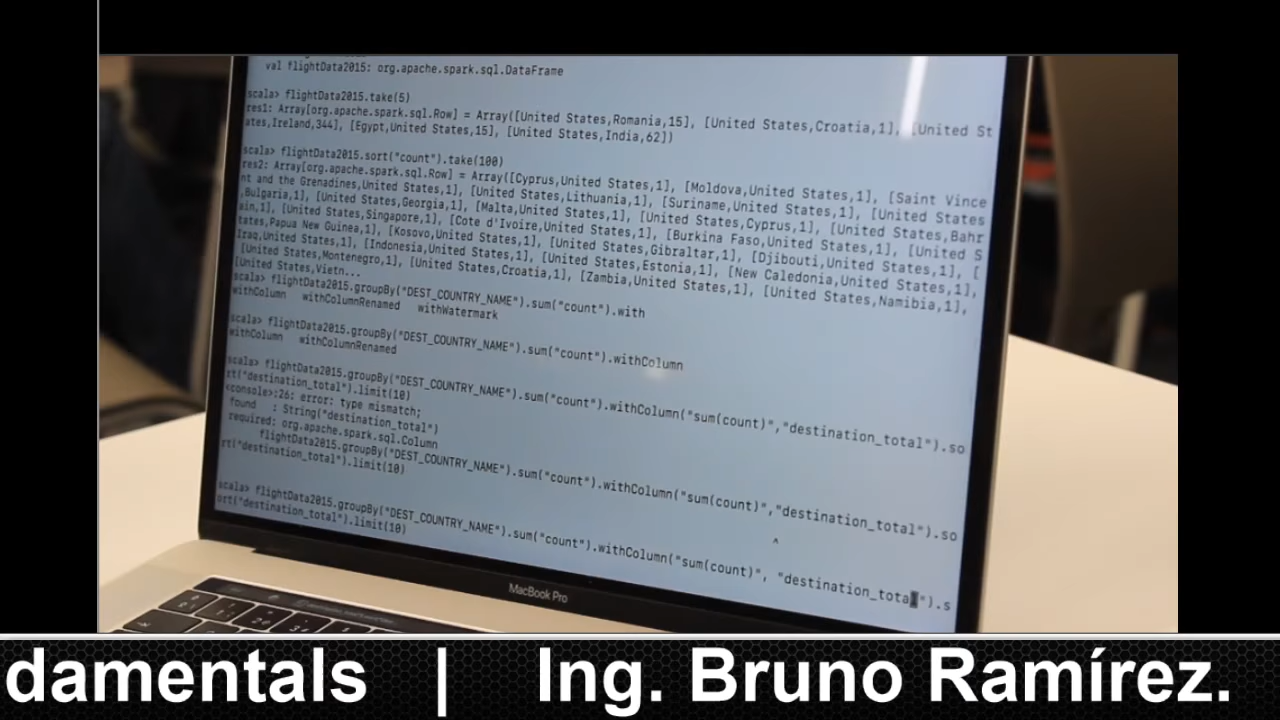 val flightData2015: org.apache.spark.sql.DataFrame
scala> flightData2015.take(5)
res1: Array[org.apache.spark.sql.Row] = Array([United States,Romania,15], [United States,Croatia,1], [United St
ates,Ireland,344], [Egypt,United States,15], [United States,India,62])
scala> flightData2015.sort("count").take(100)
res2: Array[org.apache.spark.sql.Row] = Array([Cyprus,United States,1], [Moldova,United States,1], [Saint Vince
nt and the Grenadines,United States,1], [United States,Lithuania,1], [Suriname,United States,1], [United States
,Bulgaria,1], [United States,Georgia,1], [Malta,United States,1], [United States,Cyprus,1], [United States,Bahr
ain,1], [United States,Singapore,1], [Cote d'Ivoire,United States,1], [Burkina Faso,United States,1], [United S
tates,Papua New Guinea,1], [Kosovo,United States,1], [United States,Gibraltar,1], [Djibouti,United States,1], [
Iraq,United States,1], [Indonesia,United States,1], [United States,Estonia,1], [New Caledonia,United States,1],
[United States,Montenegro,1], [United States,Croatia,1], [Zambia,United States,1], [United States,Namibia,1],
[United States,Vietn...
scala> flightData2015.groupBy("DEST_COUNTRY_NAME").sum("count").with
withColumn withColumnRenamed withWatermark
scala> flightData2015.groupBy("DEST_COUNTRY_NAME").sum("count").withColumn
withColumn withColumnRenamed
scala> flightData2015.groupBy("DEST_COUNTRY_NAME").sum("count").withColumn("sum(count)","destination_total").so
rt("destination_total").limit(10)
<console>:26: error: type mismatch;
found : String("destination_total")
required: org.apache.spark.sql.Column
flightData2015.groupBy("DEST_COUNTRY_NAME").sum("count").withColumn("sum(count)","destination_total").so
rt("destination_total").limit(10)
^
scala> flightData2015.groupBy("DEST_COUNTRY_NAME").sum("count").withColumn("sum(count)", "destination_total").s
ort("destination_total").limit(10)
MacBook Pro
damentals | Ing. Bruno Ramírez.